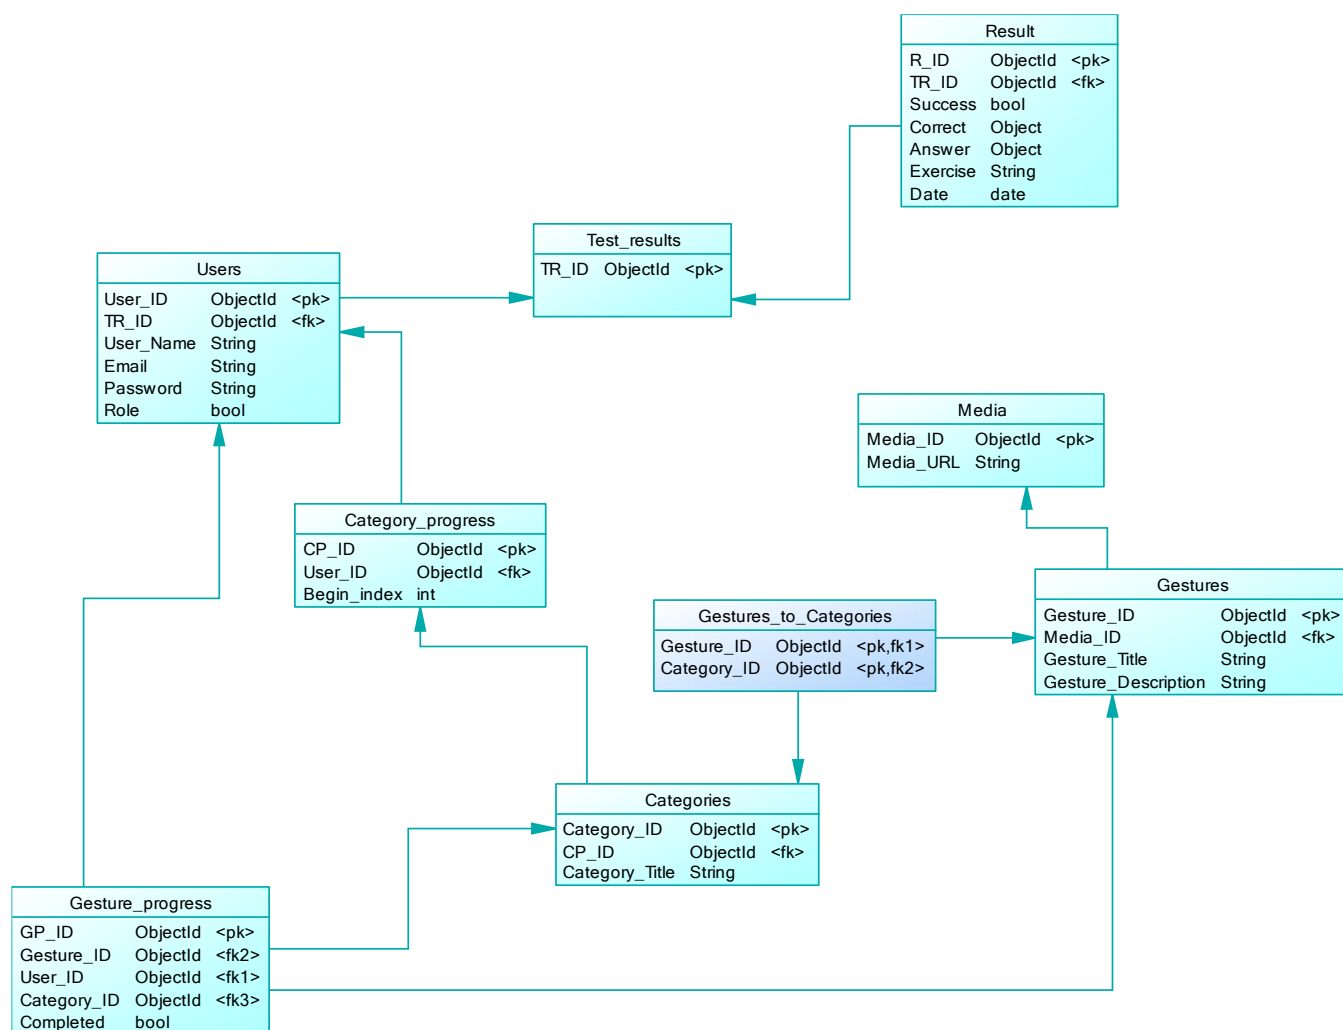 Result
R_ID ObjectId <pk>
TR_ID ObjectId <fk>
Success bool
Correct Object
Answer Object
Exercise String
Date date
Test_results
TR_ID ObjectId <pk>
Users
User_ID ObjectId <pk>
TR_ID ObjectId <fk>
User_Name String
Email String
Password String
Role bool
Media
Media_ID ObjectId <pk>
Media_URL String
Category_progress
CP_ID ObjectId <pk>
User_ID ObjectId <fk>
Begin_index int
Gestures
Gesture_ID ObjectId <pk>
Media_ID ObjectId <fk>
Gesture_Title String
Gesture_Description String
Gestures_to_Categories
Gesture_ID ObjectId <pk,fk1>
Category_ID ObjectId <pk,fk2>
Categories
Category_ID ObjectId <pk>
CP_ID ObjectId <fk>
Category_Title String
Gesture_progress
GP_ID ObjectId <pk>
Gesture_ID ObjectId <fk2>
User_ID ObjectId <fk1>
Category_ID ObjectId <fk3>
Completed bool